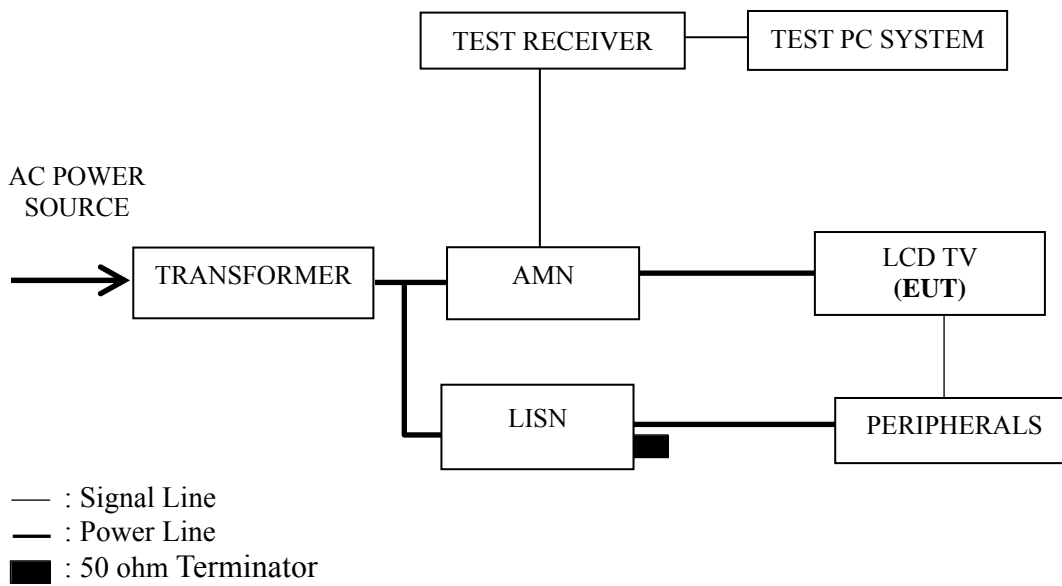 TEST RECEIVER
TEST PC SYSTEM
AC POWER
SOURCE
TRANSFORMER
AMN
LCD TV
(EUT)
LISN
PERIPHERALS
: Signal Line
: Power Line
: 50 ohm Terminator